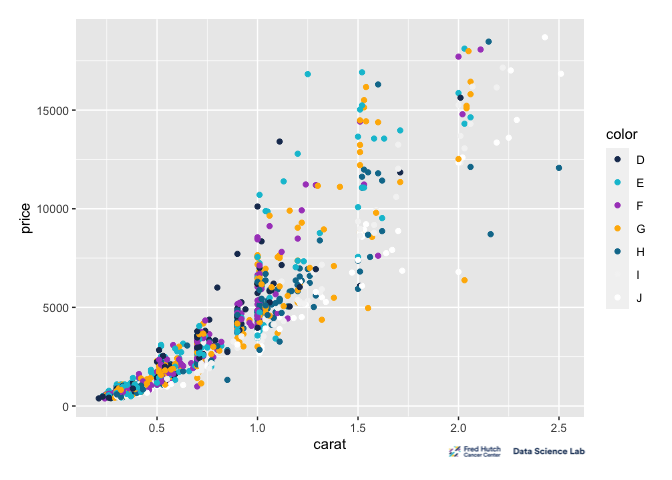 15000
10000
5000
0
price
0.5 1.0 1.5 2.0 2.5
carat
color
D
E
F
G
H
I
J
Fred Hutch
Cancer Center
Data Science Lab